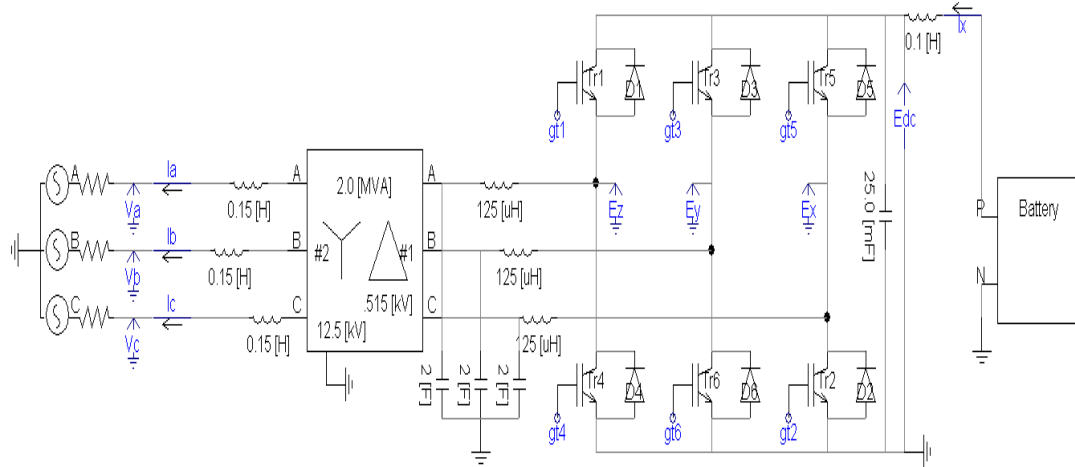 0.1 [H]
Ix
Tr1
D1
Tr3
D3
Tr5
D5
gt1
gt3
gt5
Edc
A
Ia
Va
0.15 [H]
A
2.0 [MVA]
A
125 [uH]
Ez
Ey
Ex
25.0 [mF]
P
Battery
B
Ib
Vb
0.15 [H]
B
#2
#1
B
125 [uH]
N
C
Ic
Vc
0.15 [H]
C
.515 [kV]
12.5 [kV]
C
125 [uH]
Tr4
D4
Tr6
D6
Tr2
D2
gt4
gt6
gt2